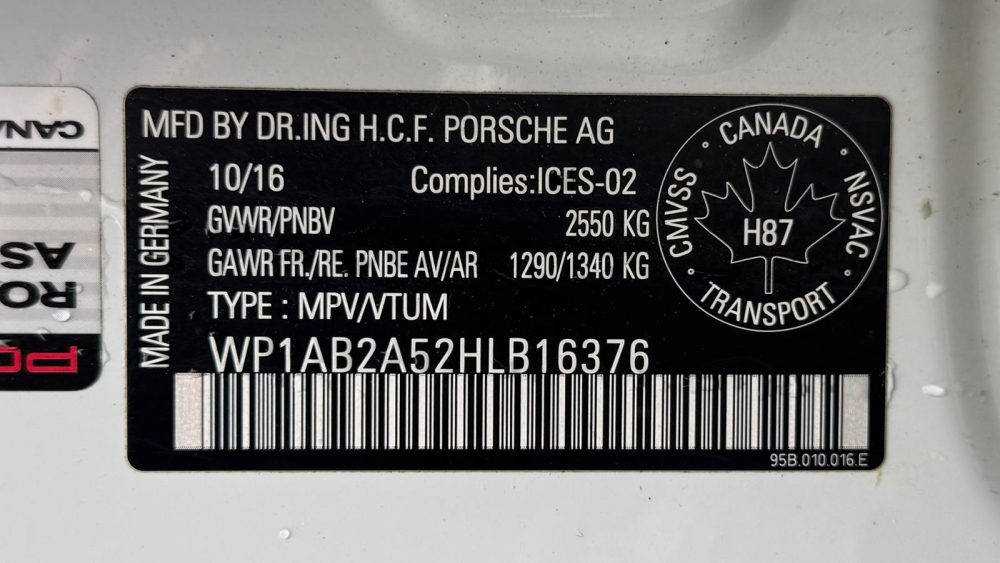 MFD BY DR.ING H.C.F. PORSCHE AG
MADE IN GERMANY
10/16 Complies:ICES-02
GVWR/PNBV 2550 KG
GAWR FR./RE. PNBE AV/AR 1290/1340 KG
TYPE : MPV/VTUM
WP1AB2A52HLB16376
95B.010.016.E
CANADA
CMVSS
NSVAC
H87
TRANSPORT